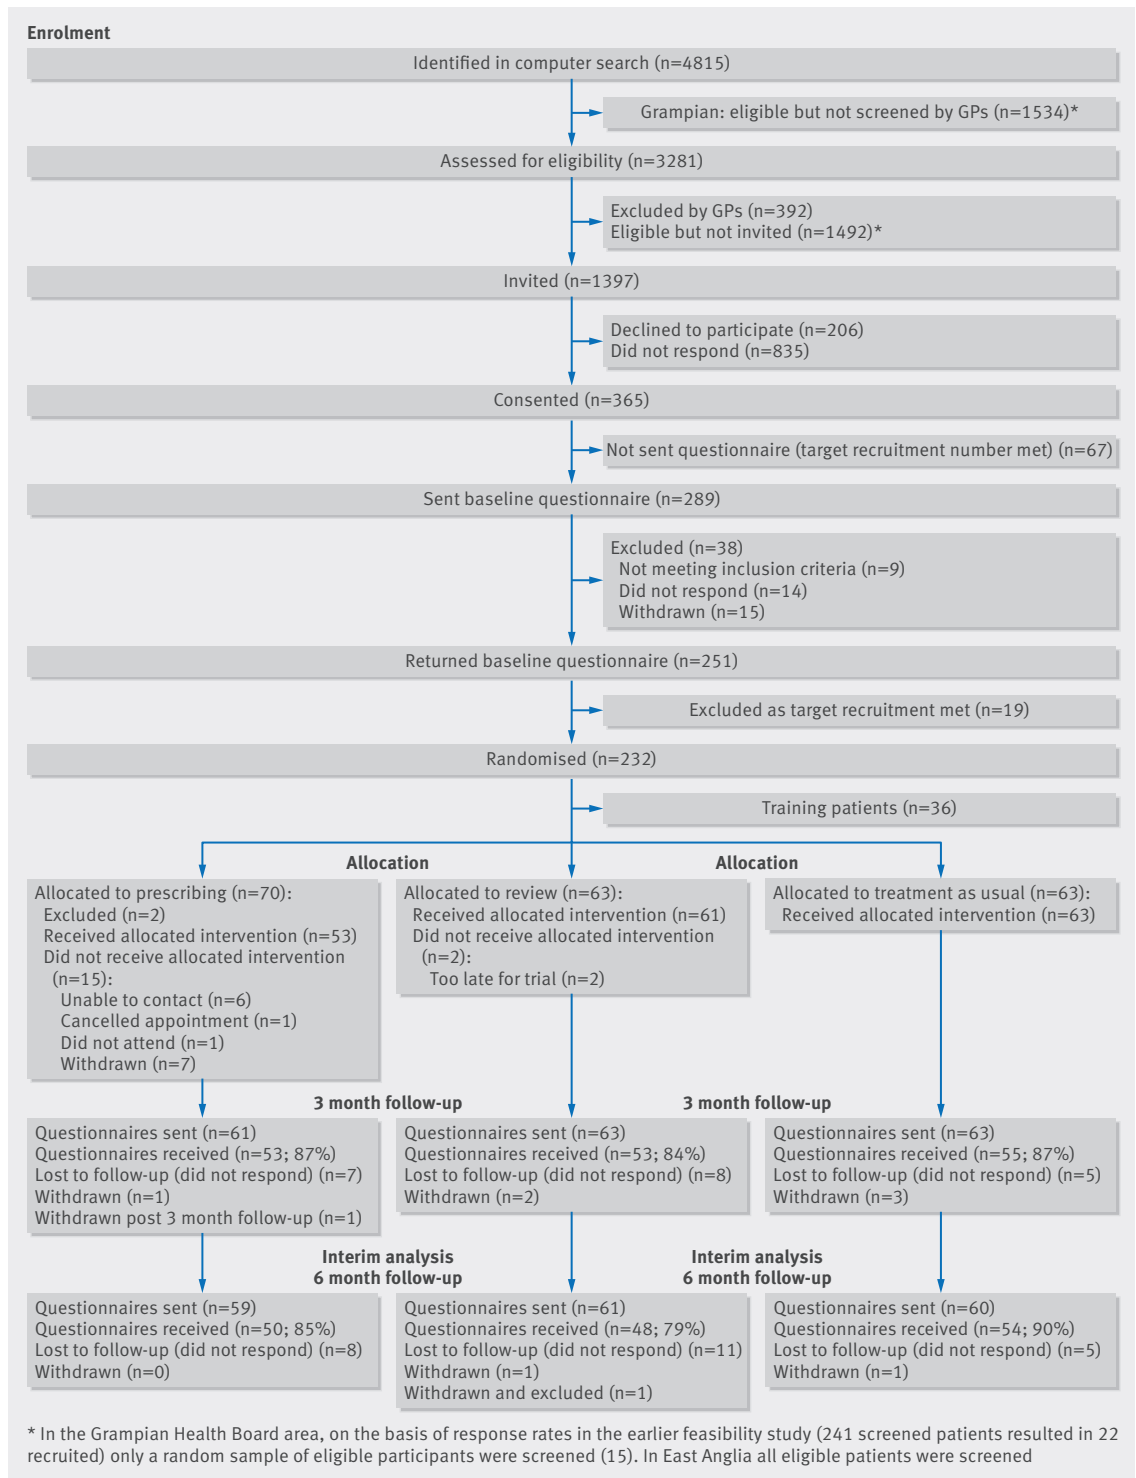 Enrolment
Identified in computer search (n=4815)
Grampian: eligible but not screened by GPs (n=1534)*
Assessed for eligibility (n=3281)
Excluded by GPs (n=392)
Eligible but not invited (n=1492)*
Invited (n=1397)
Declined to participate (n=206)
Did not respond (n=835)
Consented (n=365)
Not sent questionnaire (target recruitment number met) (n=67)
Sent baseline questionnaire (n=289)
Excluded (n=38)
Not meeting inclusion criteria (n=9)
Did not respond (n=14)
Withdrawn (n=15)
Returned baseline questionnaire (n=251)
Excluded as target recruitment met (n=19)
Randomised (n=232)
Training patients (n=36)
Allocation
Allocation
Allocated to prescribing (n=70):
Excluded (n=2)
Received allocated intervention (n=53)
Did not receive allocated intervention
(n=15):
Unable to contact (n=6)
Cancelled appointment (n=1)
Did not attend (n=1)
Withdrawn (n=7)
Allocated to review (n=63):
Received allocated intervention (n=61)
Did not receive allocated intervention
(n=2):
Too late for trial (n=2)
Allocated to treatment as usual (n=63):
Received allocated intervention (n=63)
3 month follow-up
3 month follow-up
Questionnaires sent (n=61)
Questionnaires received (n=53; 87%)
Lost to follow-up (did not respond) (n=7)
Withdrawn (n=1)
Withdrawn post 3 month follow-up (n=1)
Questionnaires sent (n=63)
Questionnaires received (n=53; 84%)
Lost to follow-up (did not respond) (n=8)
Withdrawn (n=2)
Questionnaires sent (n=63)
Questionnaires received (n=55; 87%)
Lost to follow-up (did not respond) (n=5)
Withdrawn (n=3)
Interim analysis
6 month follow-up
Interim analysis
6 month follow-up
Questionnaires sent (n=59)
Questionnaires received (n=50; 85%)
Lost to follow-up (did not respond) (n=8)
Withdrawn (n=0)
Questionnaires sent (n=61)
Questionnaires received (n=48; 79%)
Lost to follow-up (did not respond) (n=11)
Withdrawn (n=1)
Withdrawn and excluded (n=1)
Questionnaires sent (n=60)
Questionnaires received (n=54; 90%)
Lost to follow-up (did not respond) (n=5)
Withdrawn (n=1)
* In the Grampian Health Board area, on the basis of response rates in the earlier feasibility study (241 screened patients resulted in 22
recruited) only a random sample of eligible participants were screened (15). In East Anglia all eligible patients were screened